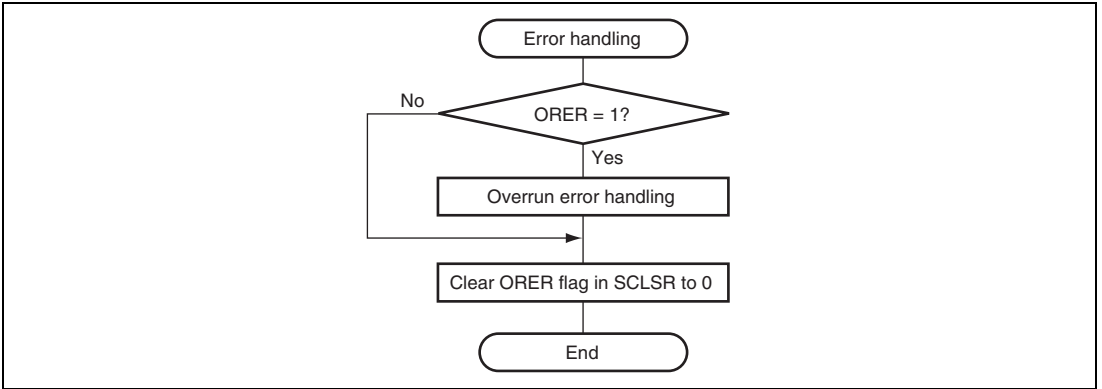 Error handling
No
ORER = 1?
Yes
Overrun error handling
Clear ORER flag in SCLSR to 0
End